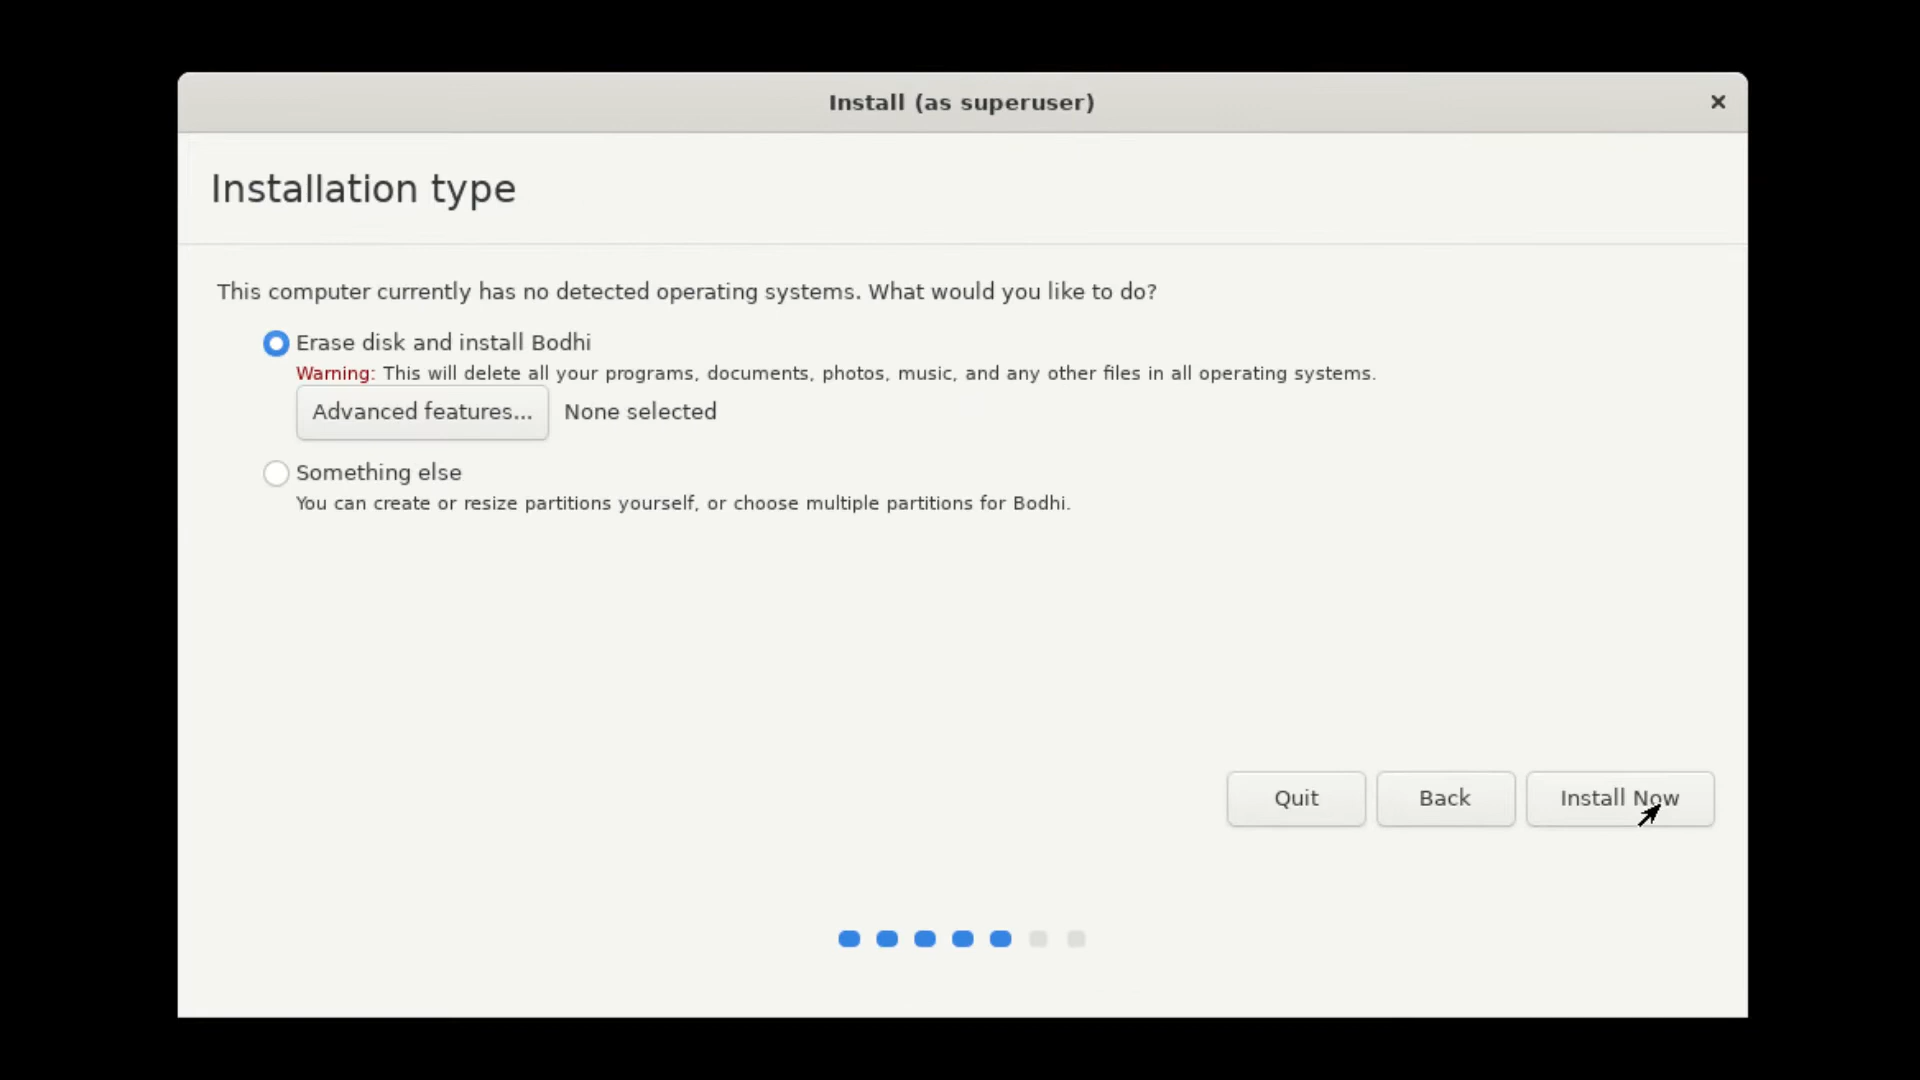 Install (as superuser)
Installation type
This computer currently has no detected operating systems. What would you like to do?
Erase disk and install Bodhi
Warning: This will delete all your programs, documents, photos, music, and any other files in all operating systems.
Advanced features... None selected
Something else
You can create or resize partitions yourself, or choose multiple partitions for Bodhi.
Quit Back Install Now